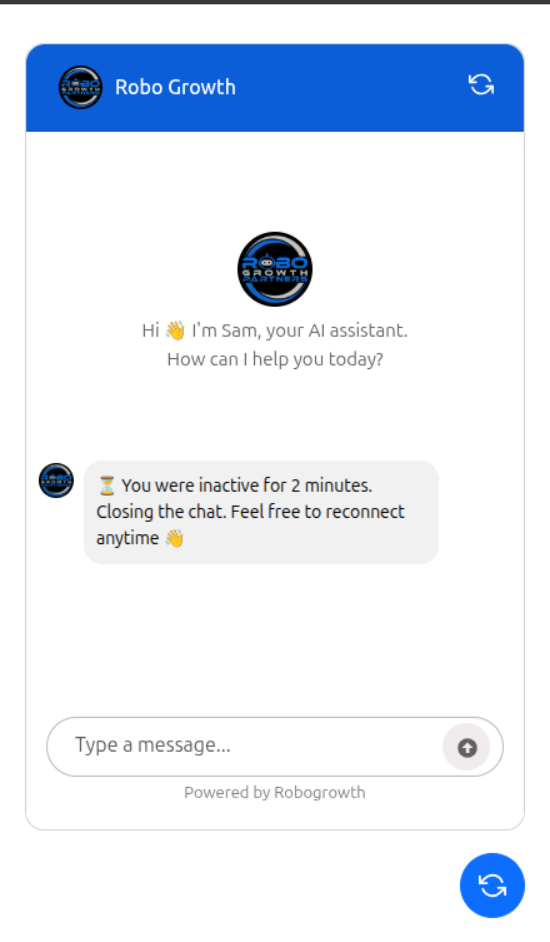 Robo Growth
ROBO
GROWTH
PARTNERS
Hi 👋 I'm Sam, your AI assistant.
How can I help you today?
⏳ You were inactive for 2 minutes.
Closing the chat. Feel free to reconnect
anytime 👋
Type a message...
Powered by Robogrowth